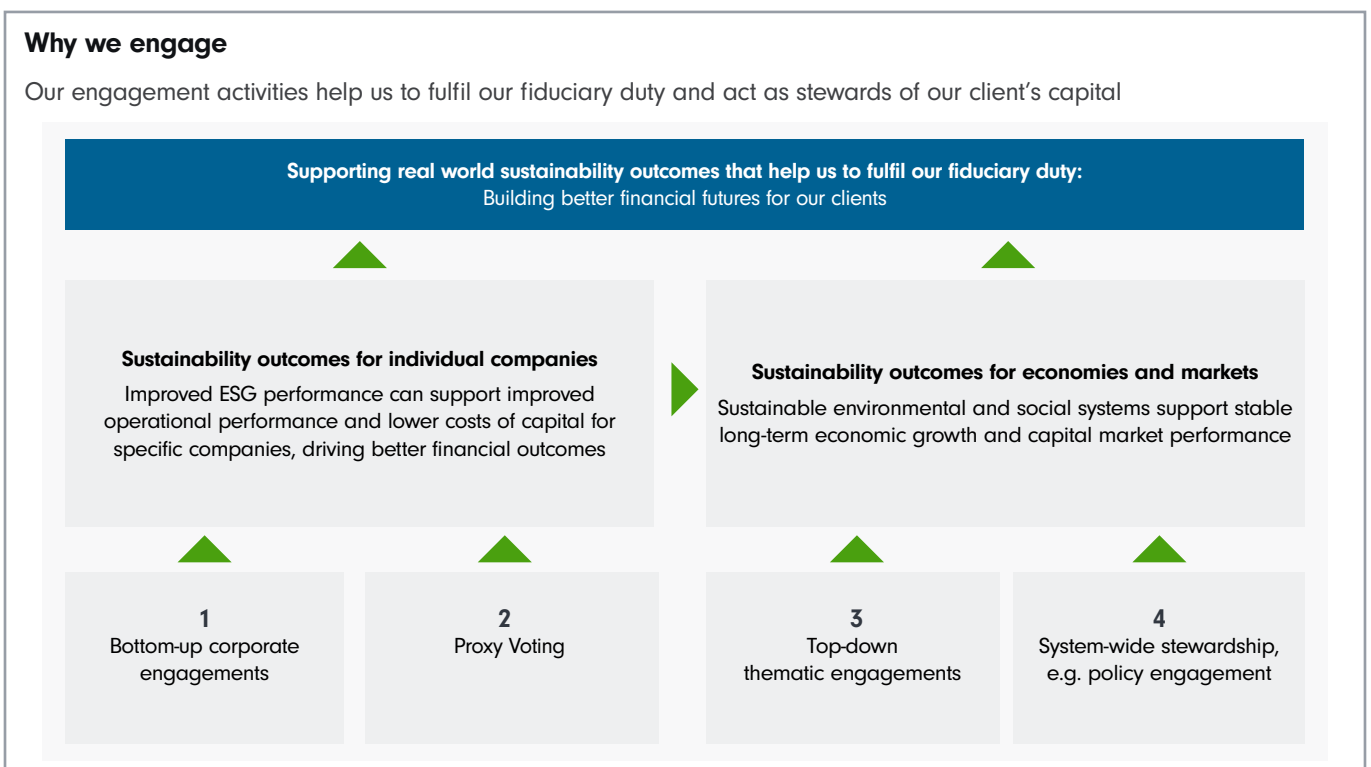 Why we engage
Our engagement activities help us to fulfil our fiduciary duty and act as stewards of our client’s capital
Supporting real world sustainability outcomes that help us to fulfil our fiduciary duty:
Building better financial futures for our clients
Sustainability outcomes for individual companies
Improved ESG performance can support improved
operational performance and lower costs of capital for
specific companies, driving better financial outcomes
Sustainability outcomes for economies and markets
Sustainable environmental and social systems support stable
long-term economic growth and capital market performance
1
Bottom-up corporate
engagements
2
Proxy Voting
3
Top-down
thematic engagements
4
System-wide stewardship,
e.g. policy engagement